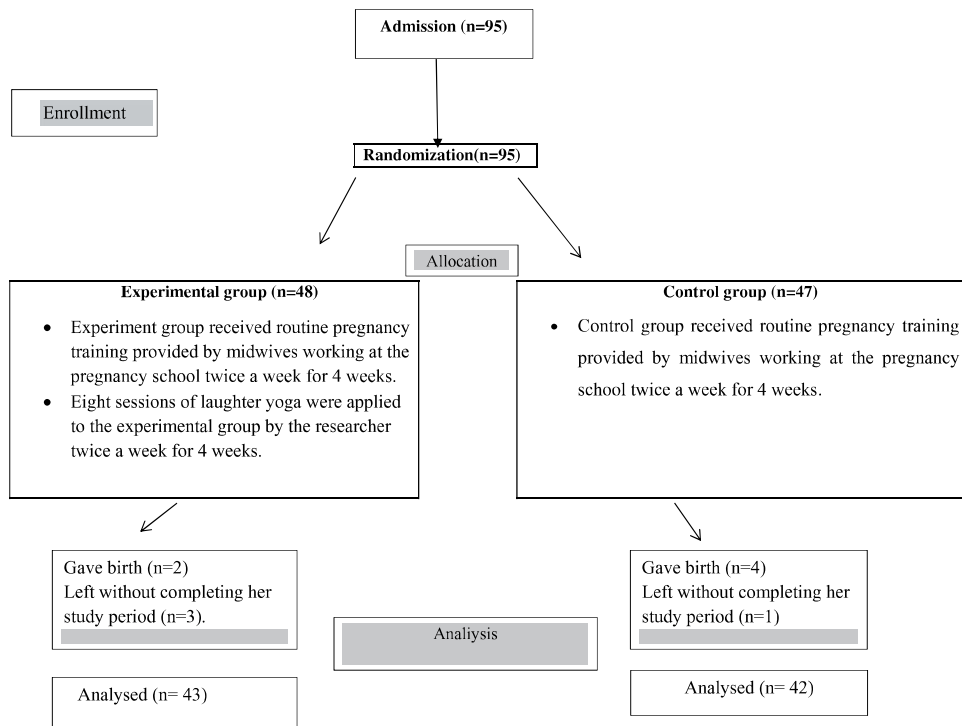 Admission (n=95)
Enrollment
Randomization(n=95)
Allocation
Experimental group (n=48)
• Experiment group received routine pregnancy
training provided by midwives working at the
pregnancy school twice a week for 4 weeks.
• Eight sessions of laughter yoga were applied
to the experimental group by the researcher
twice a week for 4 weeks.
Control group (n=47)
• Control group received routine pregnancy training
provided by midwives working at the pregnancy
school twice a week for 4 weeks.
Gave birth (n=2)
Left without completing her
study period (n=3).
Gave birth (n=4)
Left without completing her
study period (n=1)
Analiysis
Analysed (n= 43)
Analysed (n= 42)